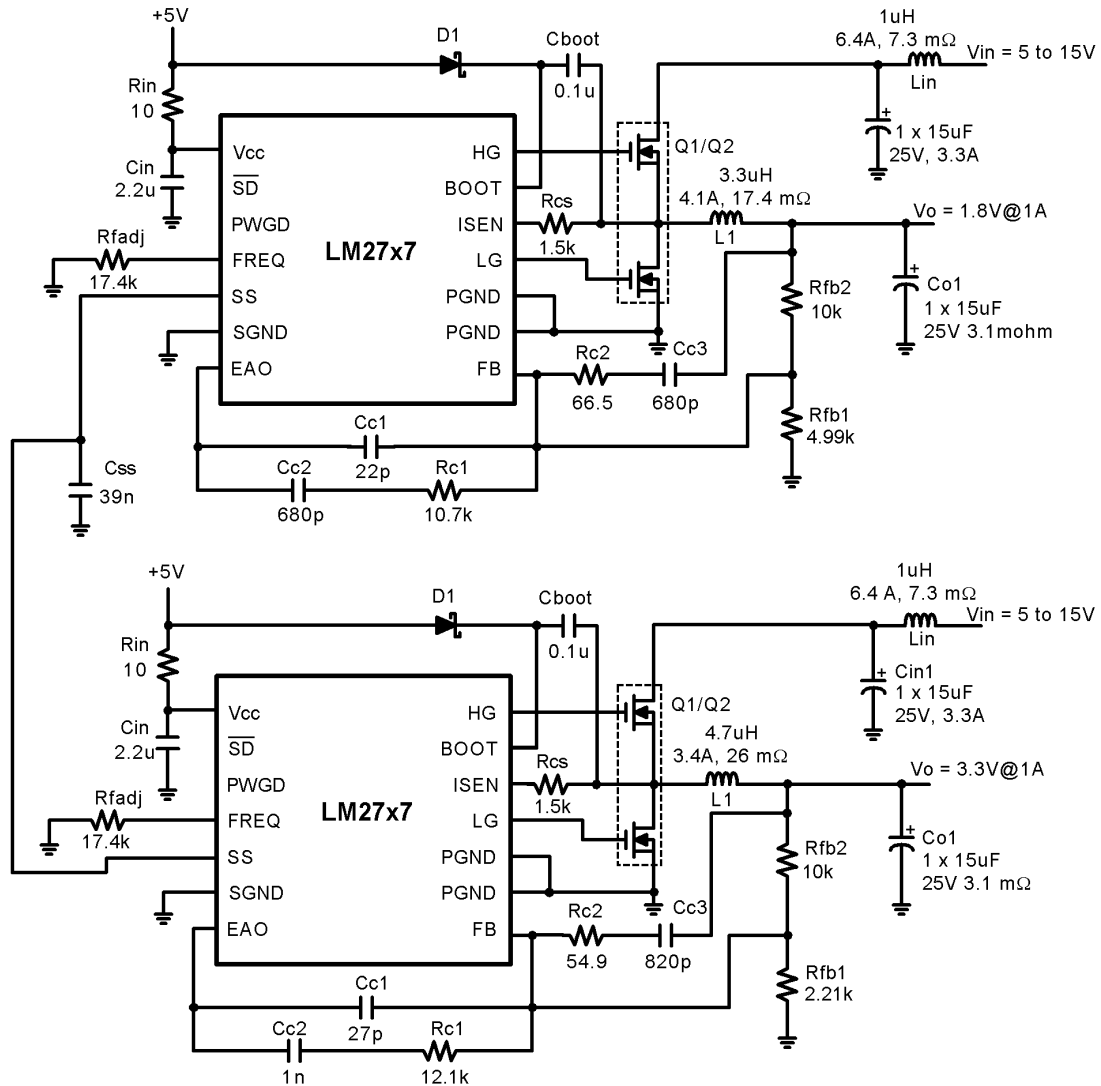 +5V
D1
Cboot
0.1u
1uH
6.4A, 7.3 mΩ
Vin = 5 to 15V
Lin
Rin
10
+
1 x 15uF
25V, 3.3A
Cin
2.2u
Vcc
SD
PWGD
FREQ
SS
SGND
EAO
LM27x7
HG
BOOT
ISEN
LG
PGND
PGND
FB
Q1/Q2
Rcs
1.5k
3.3uH
4.1A, 17.4 mΩ
L1
Vo = 1.8V@1A
Rfadj
17.4k
+
Co1
1 x 15uF
25V 3.1mohm
Rfb2
10k
Rc2
66.5
Cc3
680p
Rfb1
4.99k
Cc1
22p
Cc2
680p
Rc1
10.7k
Css
39n
+5V
D1
Cboot
0.1u
1uH
6.4 A, 7.3 mΩ
Vin = 5 to 15V
Lin
Rin
10
+
Cin1
1 x 15uF
25V, 3.3A
Cin
2.2u
Vcc
SD
PWGD
FREQ
SS
SGND
EAO
LM27x7
HG
BOOT
ISEN
LG
PGND
PGND
FB
Q1/Q2
Rcs
1.5k
4.7uH
3.4A, 26 mΩ
L1
Vo = 3.3V@1A
Rfadj
17.4k
+
Co1
1 x 15uF
25V 3.1 mΩ
Rfb2
10k
Rc2
54.9
Cc3
820p
Rfb1
2.21k
Cc1
27p
Cc2
1n
Rc1
12.1k